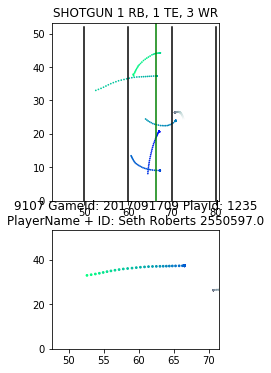 SHOTGUN 1 RB, 1 TE, 3 WR
50
40
30
20
10
0
50 60 70 80
9107 GameId: 2017091709 PlayId: 1235
PlayerName + ID: Seth Roberts 2550597.0
40
20
0
50 55 60 65 70